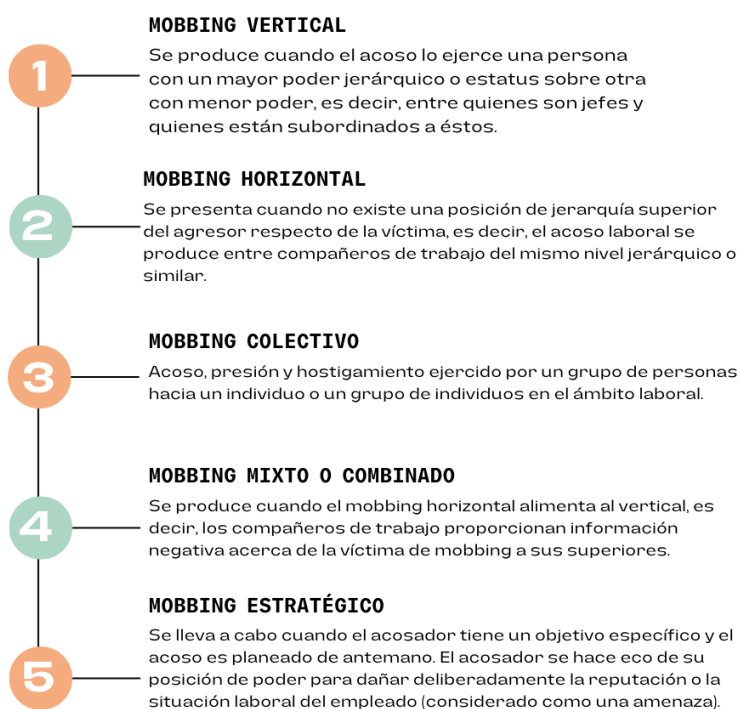 MOBBING VERTICAL
1
Se produce cuando el acoso lo ejerce una persona
con un mayor poder jerárquico o estatus sobre otra
con menor poder, es decir, entre quienes son jefes y
quienes están subordinados a éstos.
MOBBING HORIZONTAL
2
Se presenta cuando no existe una posición de jerarquía superior
del agresor respecto de la víctima, es decir, el acoso laboral se
produce entre compañeros de trabajo del mismo nivel jerárquico o
similar.
MOBBING COLECTIVO
3
Acoso, presión y hostigamiento ejercido por un grupo de personas
hacia un individuo o un grupo de individuos en el ámbito laboral.
MOBBING MIXTO O COMBINADO
4
Se produce cuando el mobbing horizontal alimenta al vertical, es
decir, los compañeros de trabajo proporcionan información
negativa acerca de la víctima de mobbing a sus superiores.
MOBBING ESTRATÉGICO
5
Se lleva a cabo cuando el acosador tiene un objetivo específico y el
acoso es planeado de antemano. El acosador se hace eco de su
posición de poder para dañar deliberadamente la reputación o la
situación laboral del empleado (considerado como una amenaza).